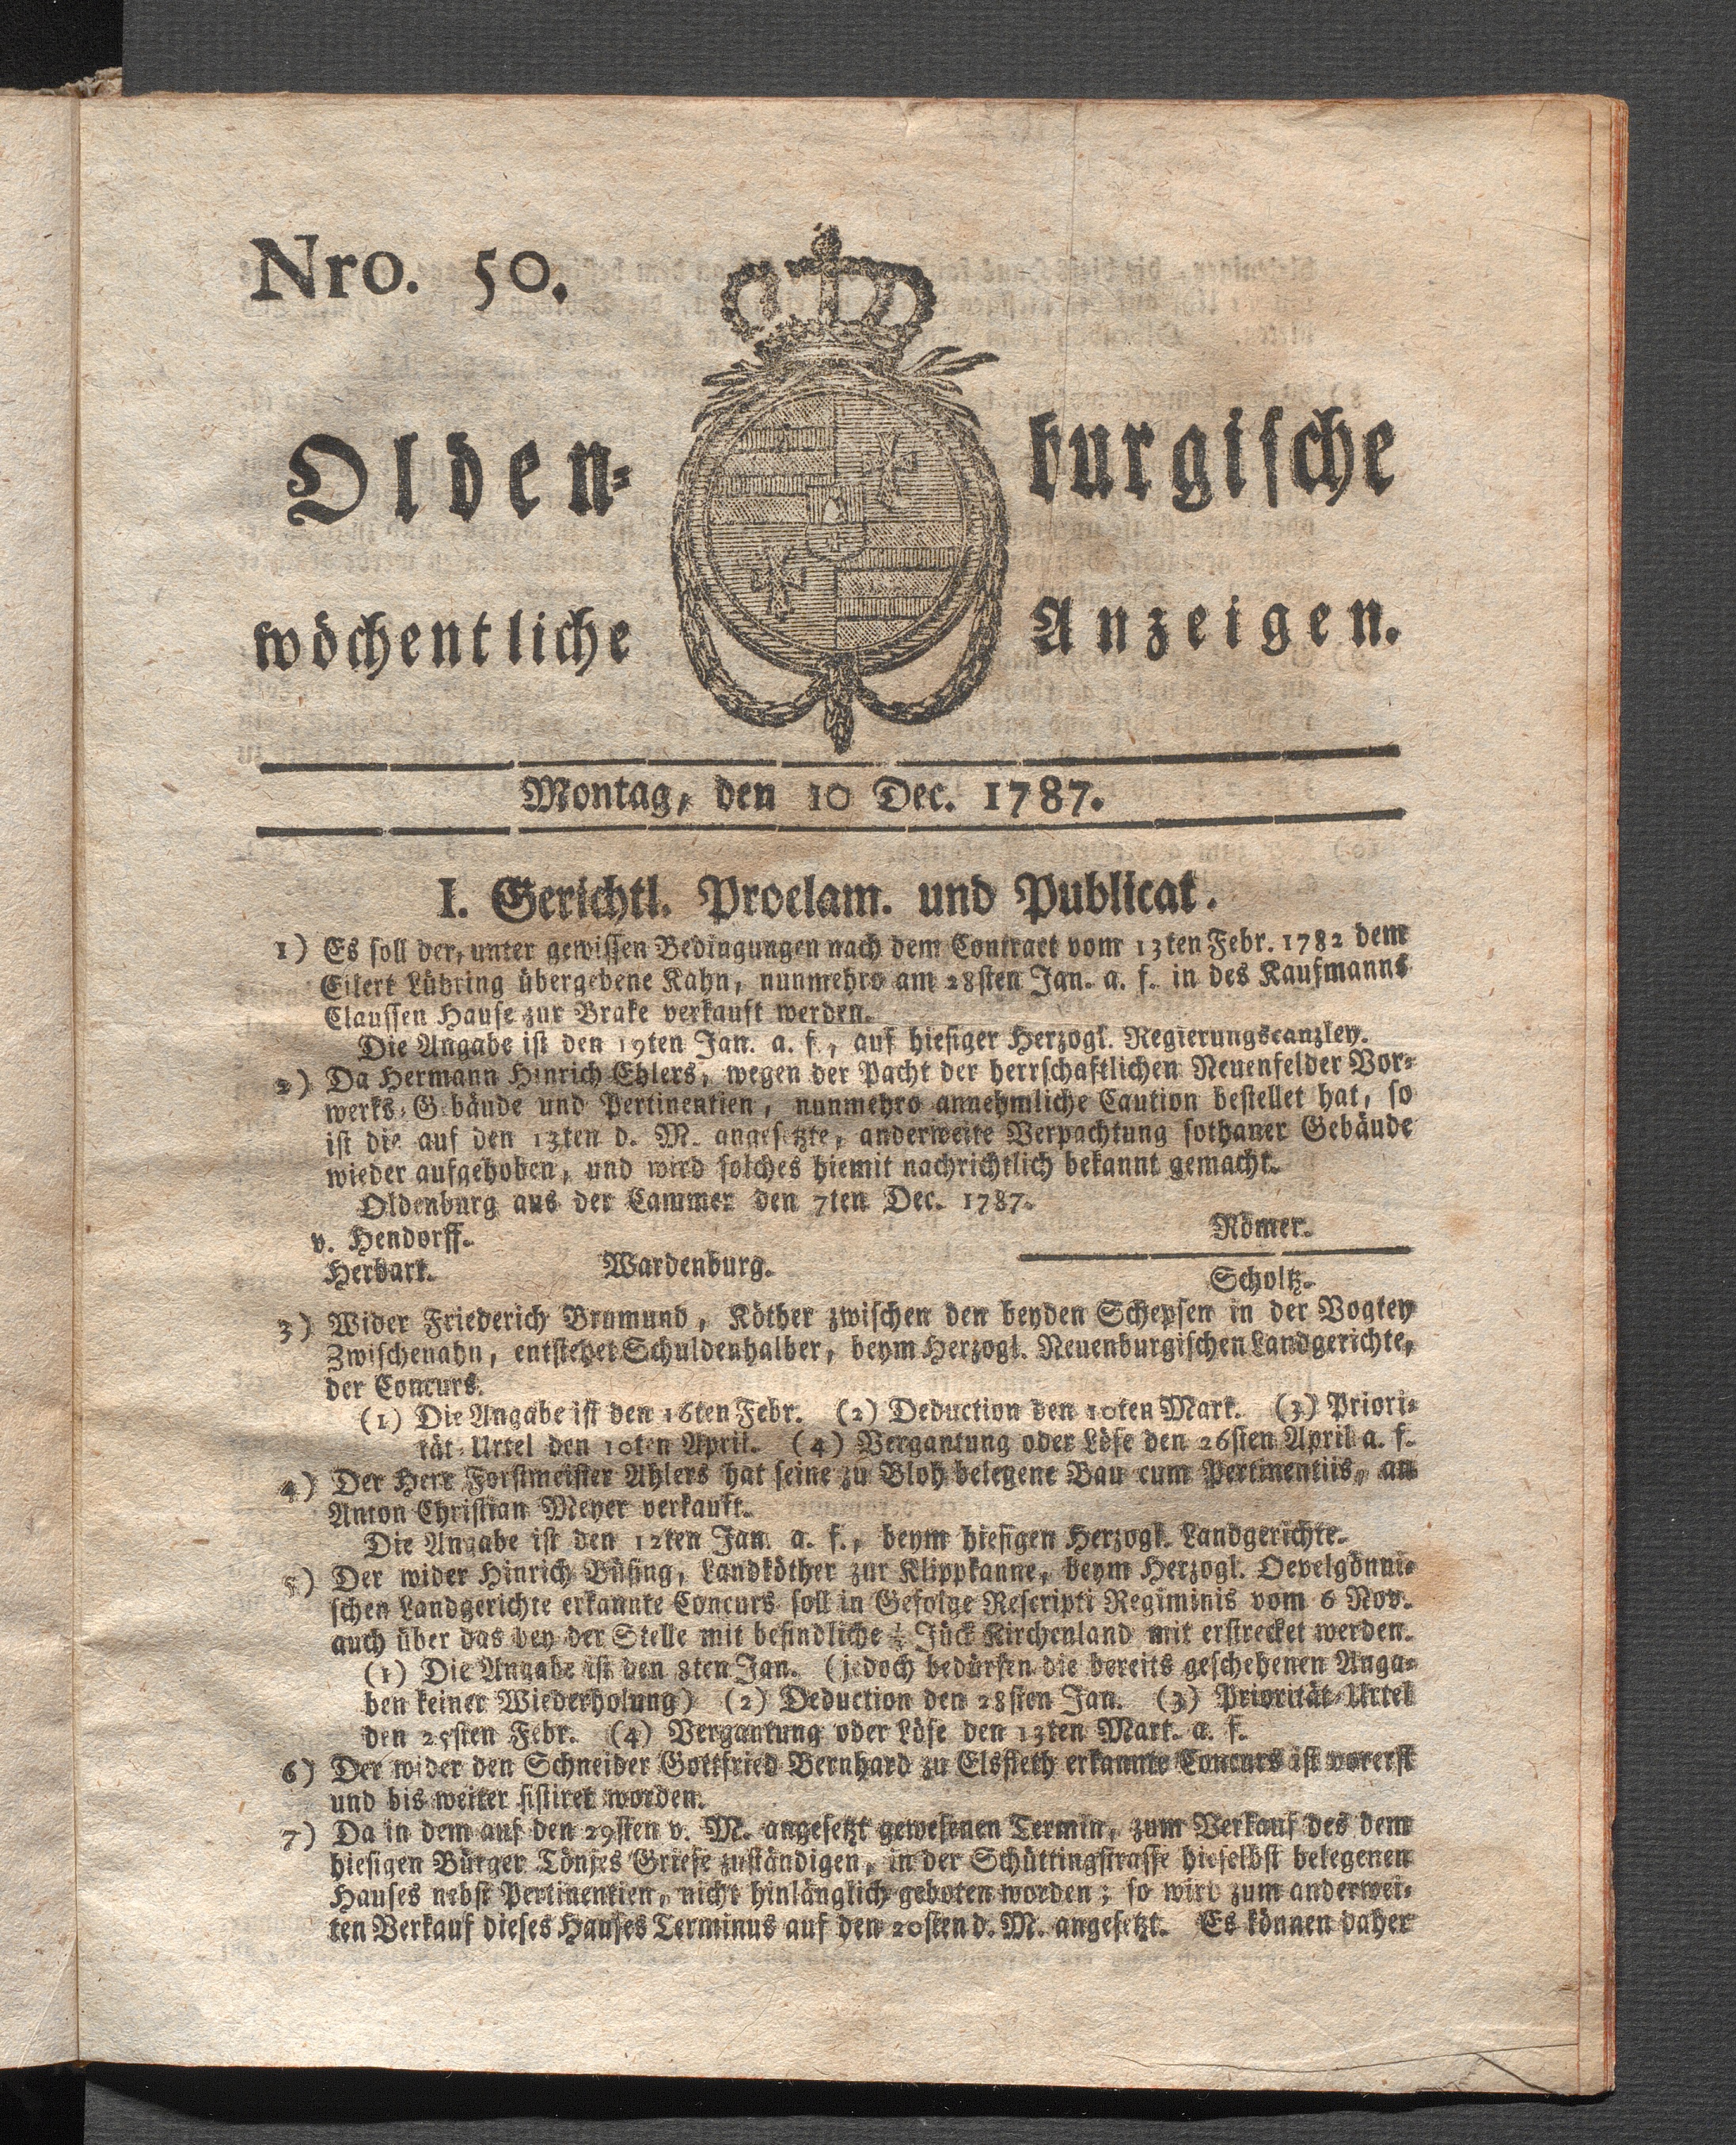 Nro. 50.
Olden-burgische
wöchentliche Anzeigen.
Montag, den 10 Dec. 1787.
I. Gerichtl. Proclam. und Publicat.
1) Es soll der, unter gewissen Bedingungen nach dem Contract vom 13ten Febr. 1782 dem
Eilert Lübring übergebene Kahn, nunmehro am 28sten Jan. a. f. in des Kaufmanns
Claussen Hause zur Brake verkauft werden.
Die Angabe ist den 19ten Jan. a. f., auf hiesiger Herzogl. Regierungscanzley.
2) Da Hermann Hinrich Ehlers, wegen der Pacht der herrschaftlichen Neuenfelder Vor-
werks-Gebäude und Pertinentien, nunmehro annehmliche Caution bestellet hat, so
ist die auf den 13ten d. M. angesetzte, anderweite Verpachtung sothaner Gebäude
wieder aufgehoben, und wird solches hiemit nachrichtlich bekannt gemacht.
Oldenburg aus der Cammer den 7ten Dec. 1787.
v. Hendorff. Römer.
Herbart. Wardenburg.
Scholtz.
3) Wider Friederich Brumund, Köther zwischen den beyden Schepsen in der Vogtey
Zwischenahn, entstehet Schuldenhalber, beym Herzogl. Neuenburgischen Landgerichte,
der Concurs.
(1) Die Angabe ist den 16ten Febr. (2) Deduction den 10ten Mart. (3) Priori-
tät-Urtel den 10ten April. (4) Vergantung oder Löse den 26sten April a. f.
4) Der Herr Forstmeister Ahlers hat seine zu Bloh belegene Bau cum Pertinentiis, an
Anton Christian Meyer verkauft.
Die Angabe ist den 12ten Jan. a. f., beym hiesigen Herzogl. Landgerichte.
5) Der wider Hinrich Büsing, Landköther zur Klippkanne, beym Herzogl. Oevelgönni-
schen Landgerichte erkannte Concurs soll in Gefolge Rescripti Regiminis vom 6 Nov.
auch über das bey der Stelle mit befindliche Jück Kirchenland mit erstrecket werden.
(1) Die Angabe ist den 8ten Jan. (jedoch bedürfen die bereits geschehenen Anga-
ben keiner Wiederholung) (2) Deduction den 28sten Jan. (3) Priorität-Urtel
den 25sten Febr. (4) Vergantung oder Löse den 13ten Mart. a. f.
6) Der wider den Schneider Gottfried Bernhard zu Elsfleth erkannte Concurs ist vorerst
und bis weiter sistiret worden.
7) Da in dem auf den 29sten v. M. angesetzt gewesenen Termin, zum Verkauf des dem
hiesigen Bürger Tönjes Griese zuständigen, in der Schüttingstrasse hieselbst belegenen
Hauses nebst Pertinentien, nicht hinlänglich geboten worden; so wird zum anderwei-
ten Verkauf dieses Hauses Terminus auf den 20sten d. M. angesetzt. Es können daher